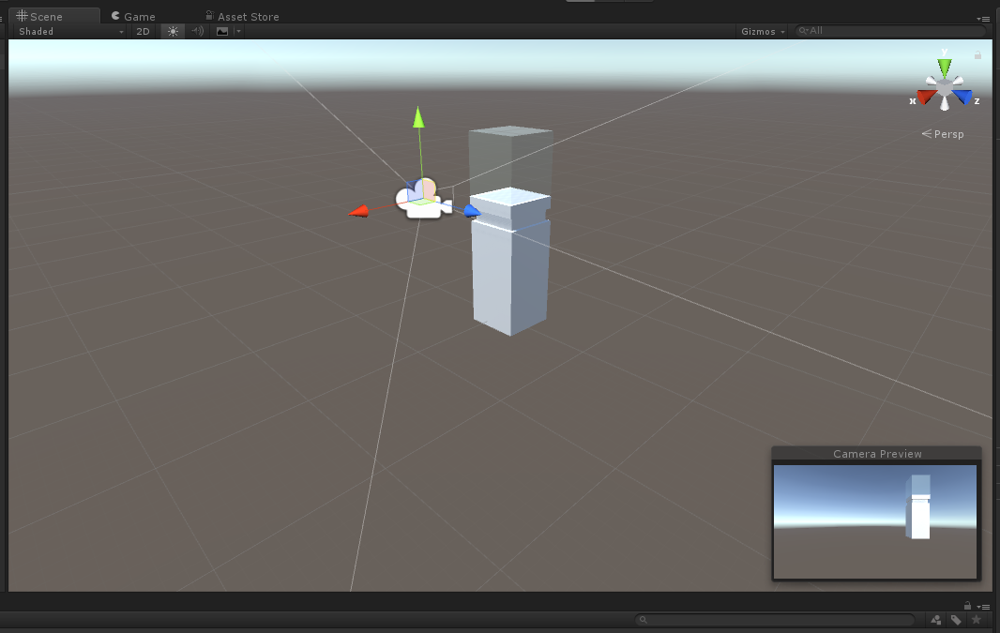 Scene Game Asset Store
Shaded 2D Gizmos All
y
x z
Persp
Camera Preview